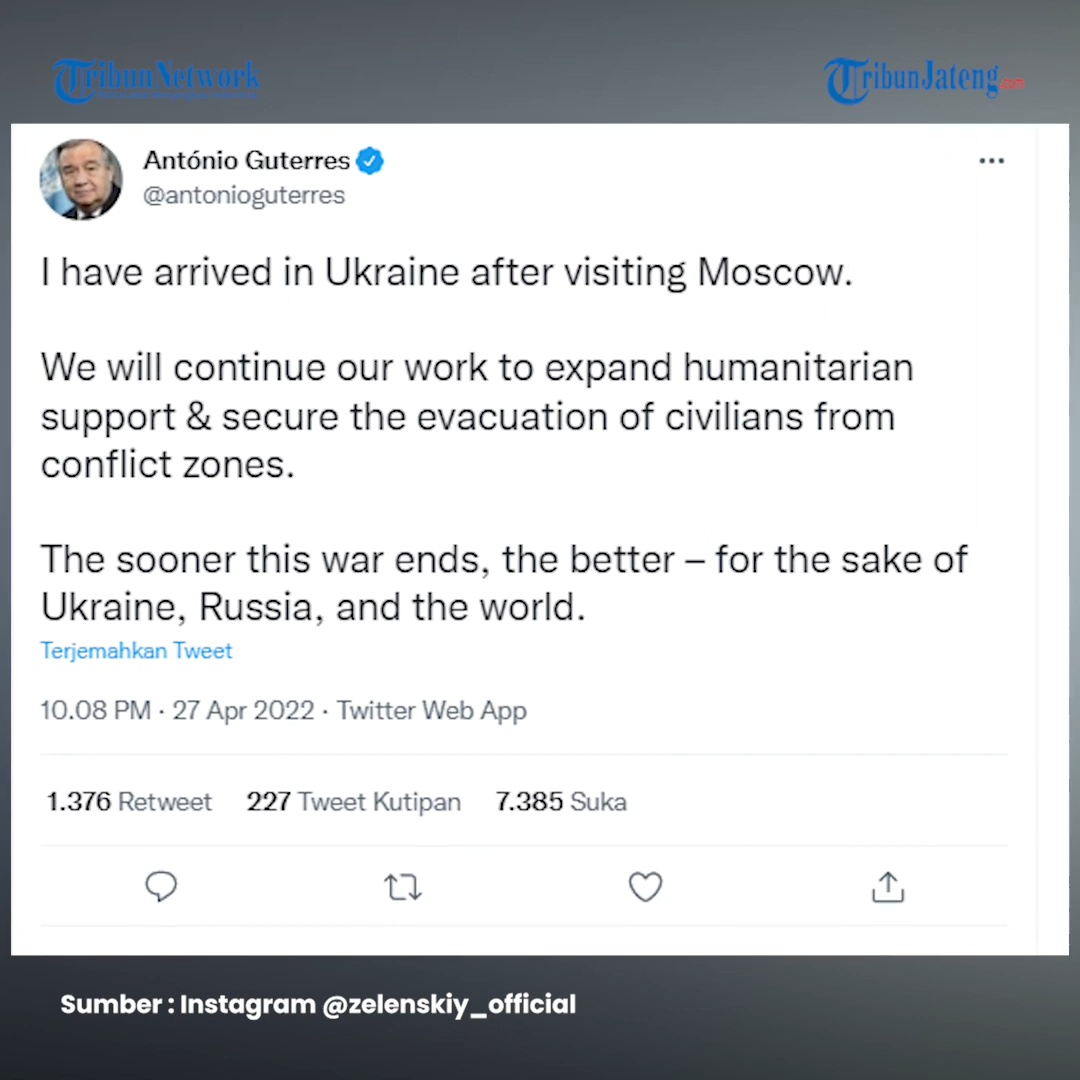 Tribun Network
TribunJateng.com
António Guterres
@antonioguterres
I have arrived in Ukraine after visiting Moscow.
We will continue our work to expand humanitarian
support & secure the evacuation of civilians from
conflict zones.
The sooner this war ends, the better – for the sake of
Ukraine, Russia, and the world.
Terjemahkan Tweet
10.08 PM · 27 Apr 2022 · Twitter Web App
1.376 Retweet 227 Tweet Kutipan 7.385 Suka
Sumber : Instagram @zelenskiy_official